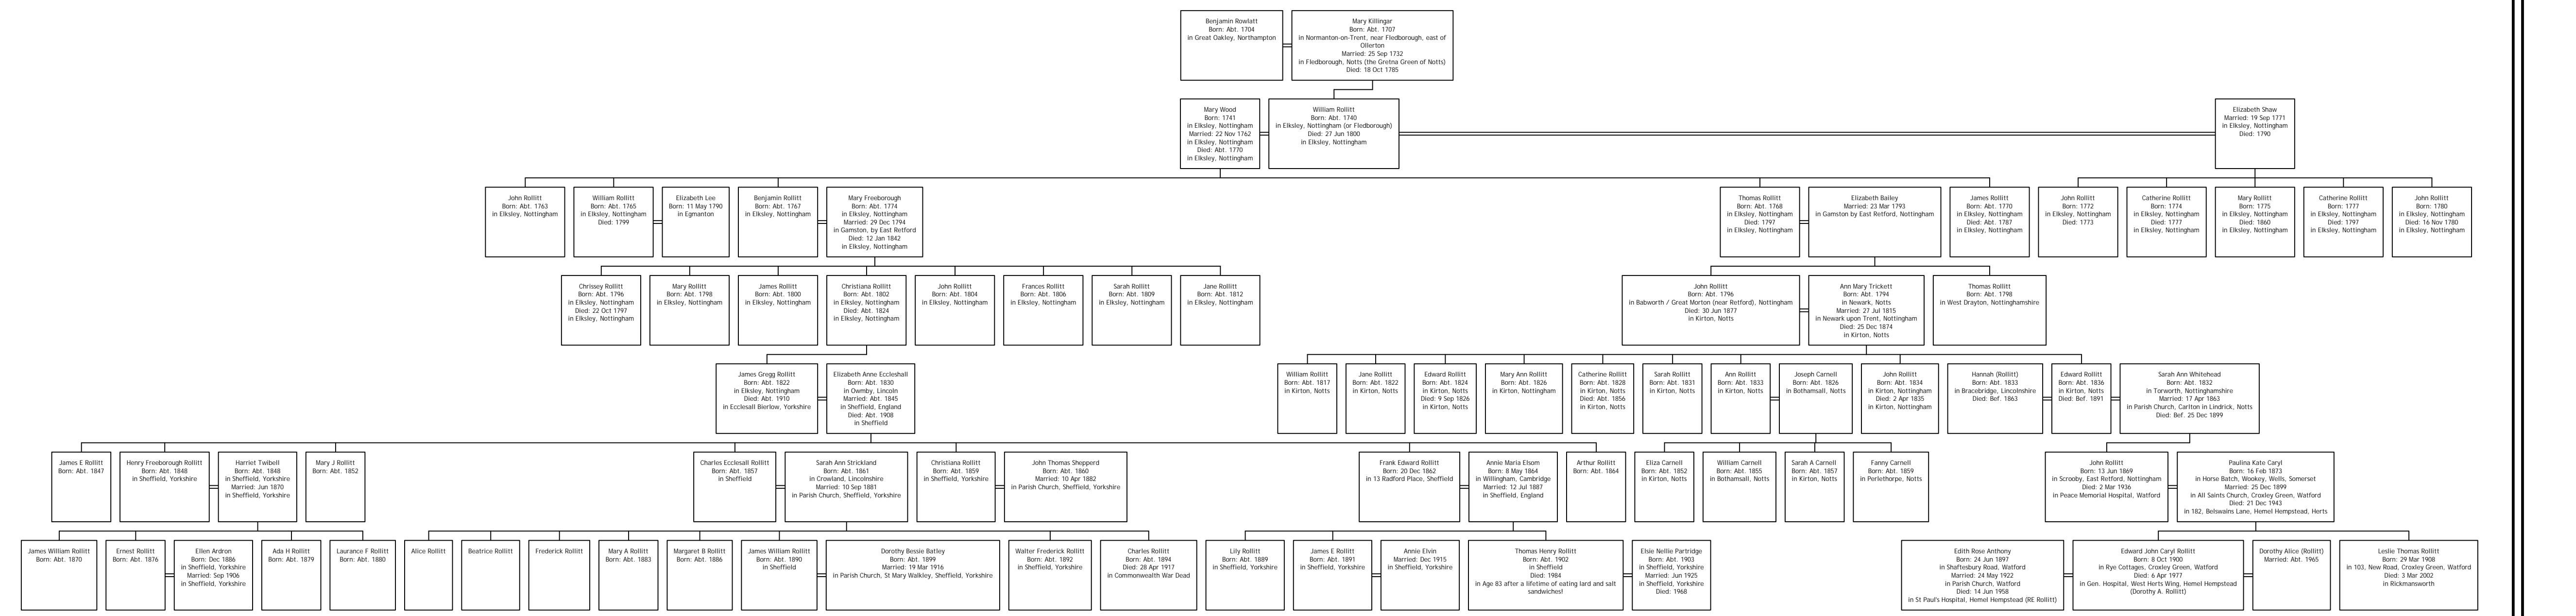 Benjamin Rowlatt
Born: Abt. 1704
in Great Oakley, Northampton
Mary Killingar
Born: Abt. 1707
in Normanton-on-Trent, near Fledborough, east of
Ollerton
Married: 25 Sep 1732
in Fledborough, Notts (the Gretna Green of Notts)
Died: 18 Oct 1785
Mary Wood
Born: 1741
in Elksley, Nottingham
Married: 22 Nov 1762
in Elksley, Nottingham
Died: Abt. 1770
in Elksley, Nottingham
William Rollitt
Born: Abt. 1740
in Elksley, Nottingham (or Fledborough)
Died: 27 Jun 1800
in Elksley, Nottingham
Elizabeth Shaw
Married: 19 Sep 1771
in Elksley, Nottingham
Died: 1790
John Rollitt
Born: Abt. 1763
in Elksley, Nottingham
William Rollitt
Born: Abt. 1765
in Elksley, Nottingham
Died: 1799
Elizabeth Lee
Born: 11 May 1790
in Egmanton
Benjamin Rollitt
Born: Abt. 1767
in Elksley, Nottingham
Mary Freeborough
Born: Abt. 1774
in Elksley, Nottingham
Married: 29 Dec 1794
in Gamston, by East Retford
Died: 12 Jan 1842
in Elksley, Nottingham
Thomas Rollitt
Born: Abt. 1768
in Elksley, Nottingham
Died: 1797
in Elksley, Nottingham
Elizabeth Bailey
Married: 23 Mar 1793
in Gamston by East Retford, Nottingham
James Rollitt
Born: Abt. 1770
in Elksley, Nottingham
Died: Abt. 1787
in Elksley, Nottingham
John Rollitt
Born: 1772
in Elksley, Nottingham
Died: 1773
Catherine Rollitt
Born: 1774
in Elksley, Nottingham
Died: 1777
in Elksley, Nottingham
Mary Rollitt
Born: 1775
in Elksley, Nottingham
Died: 1860
in Elksley, Nottingham
Catherine Rollitt
Born: 1777
in Elksley, Nottingham
Died: 1797
in Elksley, Nottingham
John Rollitt
Born: 1780
in Elksley, Nottingham
Died: 16 Nov 1780
in Elksley, Nottingham
Chrissey Rollitt
Born: Abt. 1796
in Elksley, Nottingham
Died: 22 Oct 1797
in Elksley, Nottingham
Mary Rollitt
Born: Abt. 1798
in Elksley, Nottingham
James Rollitt
Born: Abt. 1800
in Elksley, Nottingham
Christiana Rollitt
Born: Abt. 1802
in Elksley, Nottingham
Died: Abt. 1824
in Elksley, Nottingham
John Rollitt
Born: Abt. 1804
in Elksley, Nottingham
Frances Rollitt
Born: Abt. 1806
in Elksley, Nottingham
Sarah Rollitt
Born: Abt. 1809
in Elksley, Nottingham
Jane Rollitt
Born: Abt. 1812
in Elksley, Nottingham
John Rollitt
Born: Abt. 1796
in Babworth / Great Morton (near Retford), Nottingham
Died: 30 Jun 1877
in Kirton, Notts
Ann Mary Trickett
Born: Abt. 1794
in Newark, Notts
Married: 27 Jul 1815
in Newark upon Trent, Nottingham
Died: 25 Dec 1874
in Kirton, Notts
Thomas Rollitt
Born: Abt. 1798
in West Drayton, Nottinghamshire
James Gregg Rollitt
Born: Abt. 1822
in Elksley, Nottingham
Died: Abt. 1910
in Ecclesall Bierlow, Yorkshire
Elizabeth Anne Eccleshall
Born: Abt. 1830
in Ownby, Lincoln
Married: Abt. 1845
in Sheffield, England
Died: Abt. 1908
in Sheffield
William Rollitt
Born: Abt. 1817
in Kirton, Notts
Jane Rollitt
Born: Abt. 1822
in Kirton, Notts
Edward Rollitt
Born: Abt. 1824
in Kirton, Notts
Died: 9 Sep 1826
in Kirton, Notts
Mary Ann Rollitt
Born: Abt. 1826
in Kirton, Nottingham
Catherine Rollitt
Born: Abt. 1828
in Kirton, Notts
Died: Abt. 1856
in Kirton, Notts
Sarah Rollitt
Born: Abt. 1831
in Kirton, Notts
Ann Rollitt
Born: Abt. 1833
in Kirton, Notts
Joseph Carnell
Born: Abt. 1826
in Bothamsall, Notts
John Rollitt
Born: Abt. 1834
in Kirton, Nottingham
Died: 2 Apr 1835
in Kirton, Nottingham
Hannah (Rollitt)
Born: Abt. 1833
in Bracebridge, Lincolnshire
Died: Bef. 1863
Edward Rollitt
Born: Abt. 1836
in Kirton, Notts
Died: Bef. 1891
Sarah Ann Whitehead
Born: Abt. 1832
in Torworth, Nottinghamshire
Married: 17 Apr 1863
in Parish Church, Carlton in Lindrick, Notts
Died: Bef. 25 Dec 1899
James E Rollitt
Born: Abt. 1847
Henry Freeborough Rollitt
Born: Abt. 1848
in Sheffield, Yorkshire
Harriet Twibell
Born: Abt. 1848
in Sheffield, Yorkshire
Married: Jun 1870
in Sheffield, Yorkshire
Mary J Rollitt
Born: Abt. 1852
Charles Ecclesall Rollitt
Born: Abt. 1857
in Sheffield
Sarah Ann Strickland
Born: Abt. 1861
in Crowland, Lincolnshire
Married: 10 Sep 1881
in Parish Church, Sheffield, Yorkshire
Christiana Rollitt
Born: Abt. 1859
in Sheffield, Yorkshire
John Thomas Shepperd
Born: Abt. 1860
Married: 10 Apr 1882
in Parish Church, Sheffield, Yorkshire
Frank Edward Rollitt
Born: 20 Dec 1862
in 13 Radford Place, Sheffield
Annie Maria Elsom
Born: 8 May 1864
in Willingham, Cambridge
Married: 12 Jul 1887
in Sheffield, England
Arthur Rollitt
Born: Abt. 1864
Eliza Carnell
Born: Abt. 1852
in Kirton, Notts
William Carnell
Born: Abt. 1855
in Bothamsall, Notts
Sarah A Carnell
Born: Abt. 1857
in Kirton, Notts
Fanny Carnell
Born: Abt. 1859
in Perlethorpe, Notts
John Rollitt
Born: 13 Jun 1869
in Scrooby, East Retford, Nottingham
Died: 2 Mar 1936
in Peace Memorial Hospital, Watford
Paulina Kate Caryl
Born: 16 Feb 1873
in Horse Batch, Wookey, Wells, Somerset
Married: 25 Dec 1899
in All Saints Church, Croxley Green, Watford
Died: 21 Dec 1943
in 182, Belswains Lane, Hemel Hempstead, Herts
James William Rollitt
Born: Abt. 1870
Ernest Rollitt
Born: Abt. 1876
Ellen Ardron
Born: Dec 1886
in Sheffield, Yorkshire
Married: Sep 1906
in Sheffield, Yorkshire
Ada H Rollitt
Born: Abt. 1879
Laurance F Rollitt
Born: Abt. 1880
Alice Rollitt
Beatrice Rollitt
Frederick Rollitt
Mary A Rollitt
Born: Abt. 1883
Margaret B Rollitt
Born: Abt. 1886
James William Rollitt
Born: Abt. 1890
in Sheffield
Dorothy Bessie Batley
Born: Abt. 1899
Married: 19 Mar 1916
in Parish Church, St Mary Walkley, Sheffield, Yorkshire
Walter Frederick Rollitt
Born: Abt. 1892
in Sheffield, Yorkshire
Charles Rollitt
Born: Abt. 1894
Died: 28 Apr 1917
in Commonwealth War Dead
Lily Rollitt
Born: Abt. 1889
in Sheffield, Yorkshire
James E Rollitt
Born: Abt. 1891
in Sheffield, Yorkshire
Annie Elvin
Married: Dec 1915
in Sheffield, Yorkshire
Thomas Henry Rollitt
Born: Abt. 1902
in Sheffield
Died: 1984
in Age 83 after a lifetime of eating lard and salt
sandwiches!
Elsie Nellie Partridge
Born: Abt. 1903
in Sheffield, Yorkshire
Married: Jun 1925
in Sheffield, Yorkshire
Died: 1968
Edith Rose Anthony
Born: 24 Jun 1897
in Shaftesbury Road, Watford
Married: 24 May 1922
in Parish Church, Watford
Died: 14 Jun 1958
in St Paul's Hospital, Hemel Hempstead (RE Rollitt)
Edward John Caryl Rollitt
Born: 8 Oct 1900
in Rye Cottages, Croxley Green, Watford
Died: 6 Apr 1977
in Gen. Hospital, West Herts Wing, Hemel Hempstead
(Dorothy A. Rollitt)
Dorothy Alice (Rollitt)
Married: Abt. 1965
Leslie Thomas Rollitt
Born: 29 Mar 1908
in 103, New Road, Croxley Green, Watford
Died: 3 Mar 2002
in Rickmansworth